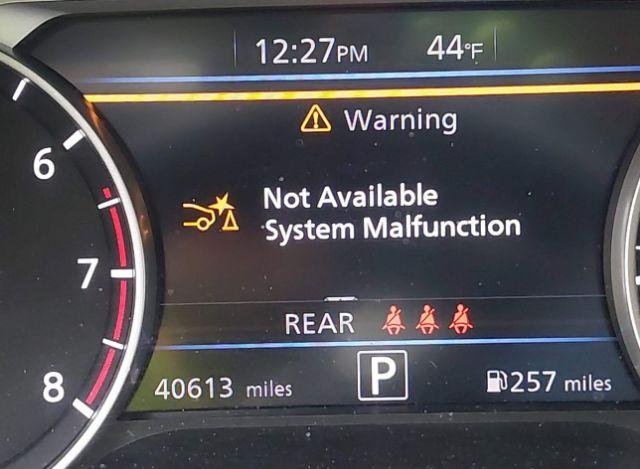 12:27PM 44°F
Warning
Not Available
System Malfunction
REAR
6
7
8
40613 miles P 257 miles